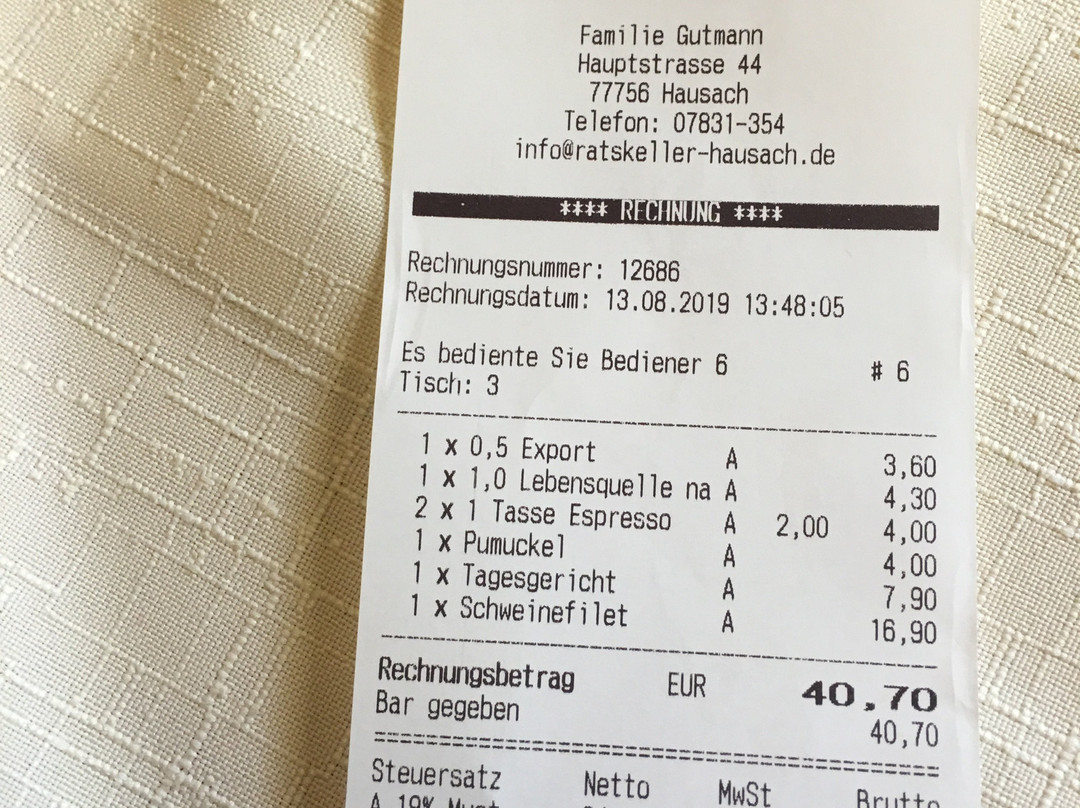 Familie Gutmann
Hauptstrasse 44
77756 Hausach
Telefon: 07831-354
info@ratskeller-hausach.de
**** RECHNUNG ****
Rechnungsnummer: 12686
Rechnungsdatum: 13.08.2019 13:48:05
Es bediente Sie Bediener 6 # 6
Tisch: 3
1 x 0,5 Export A 3,60
1 x 1,0 Lebensquelle na A 4,30
2 x 1 Tasse Espresso A 2,00 4,00
1 x Pumuckel A 4,00
1 x Tagesgericht A 7,90
1 x Schweinefilet A 16,90
Rechnungsbetrag EUR 40,70
Bar gegeben 40,70
Steuersatz Netto MwSt Brutto
A 19% Mwst